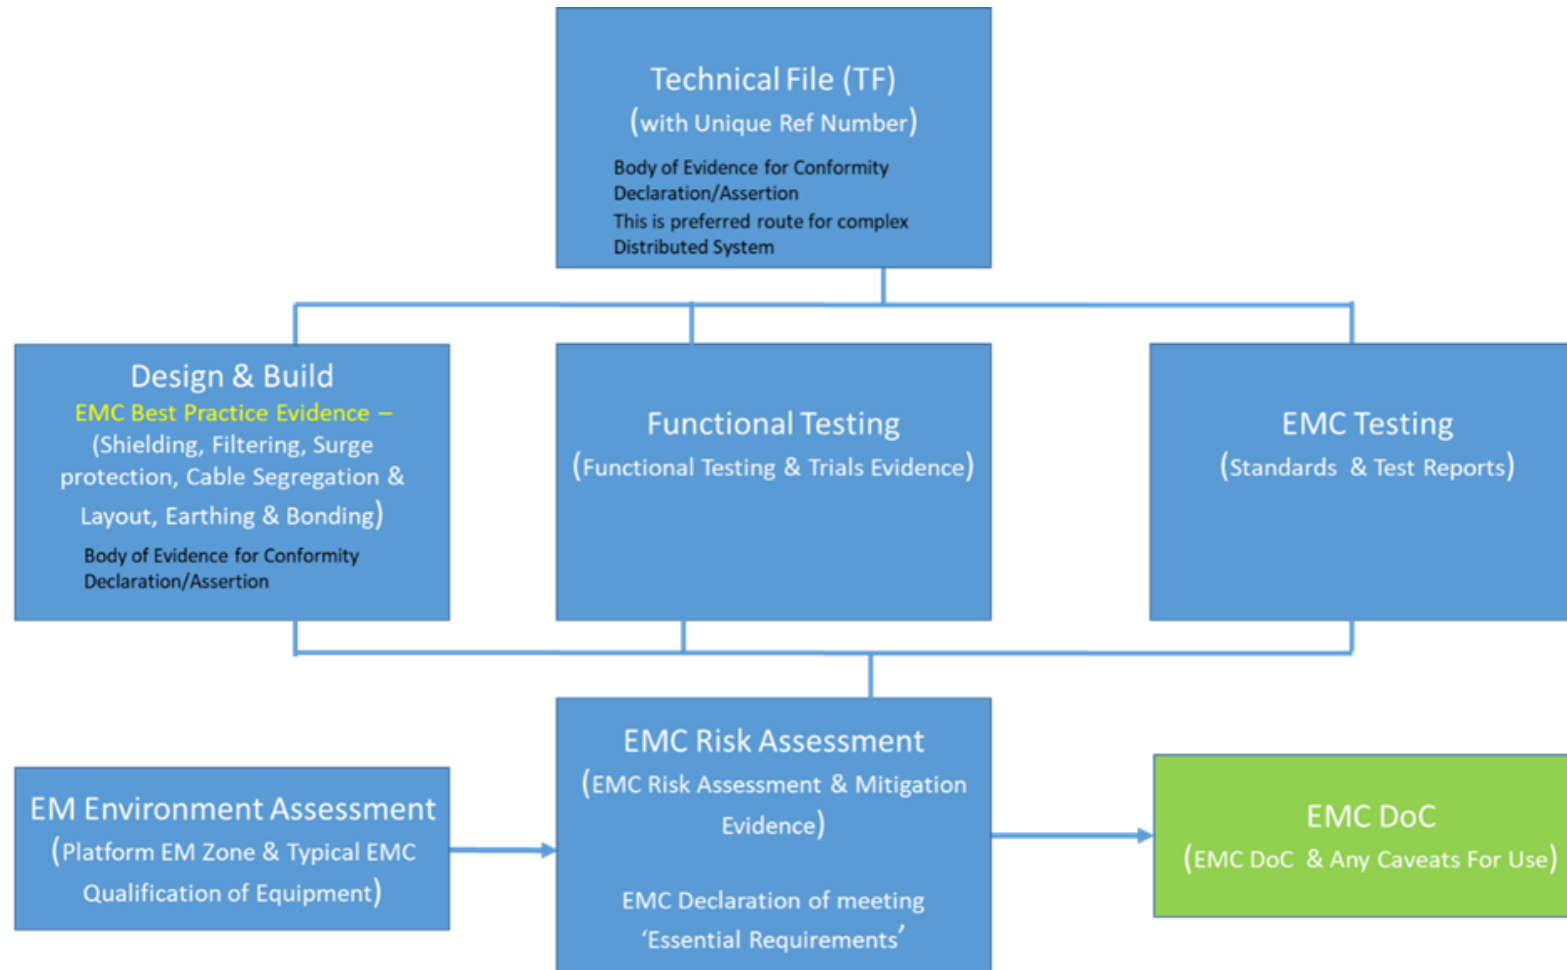 Technical File (TF)
(with Unique Ref Number)
Body of Evidence for Conformity
Declaration/Assertion
This is preferred route for complex
Distributed System
Design & Build
EMC Best Practice Evidence –
(Shielding, Filtering, Surge
protection, Cable Segregation &
Layout, Earthing & Bonding)
Body of Evidence for Conformity
Declaration/Assertion
Functional Testing
(Functional Testing & Trials Evidence)
EMC Testing
(Standards & Test Reports)
EM Environment Assessment
(Platform EM Zone & Typical EMC
Qualification of Equipment)
EMC Risk Assessment
(EMC Risk Assessment & Mitigation
Evidence)
EMC Declaration of meeting
‘Essential Requirements’
EMC DoC
(EMC DoC & Any Caveats For Use)